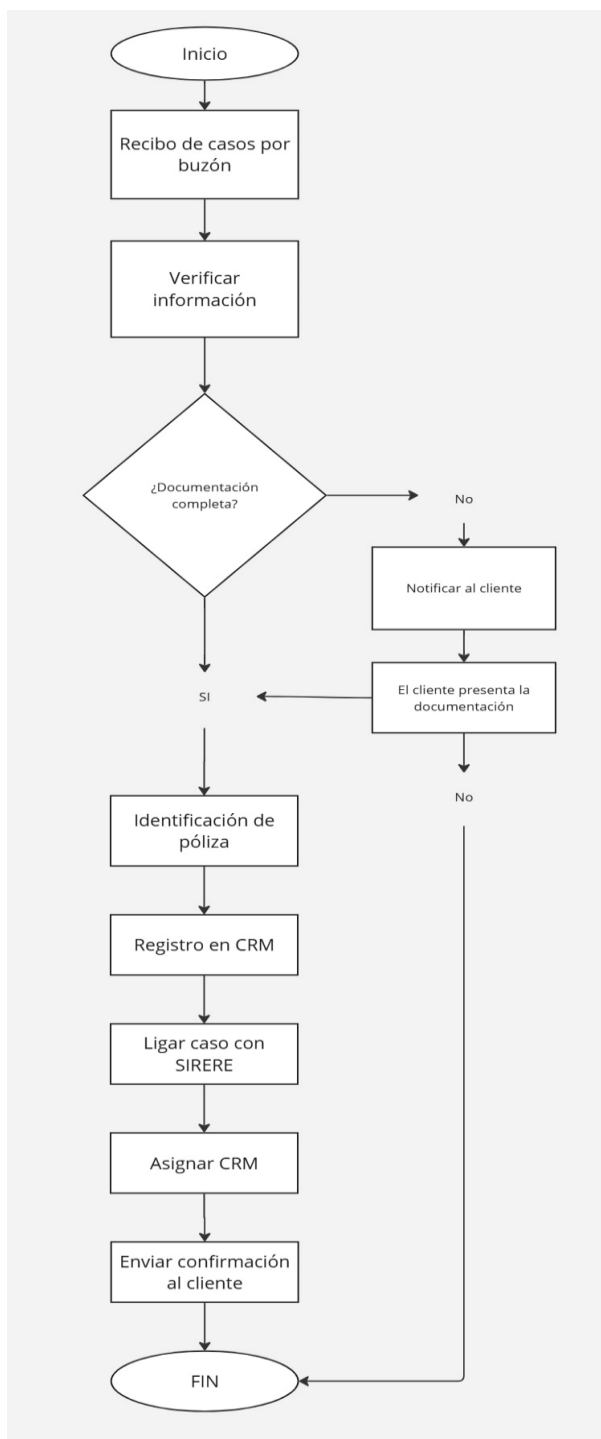 Inicio
Recibo de casos por
buzón
Verificar
información
¿Documentación
completa?
No
Notificar al cliente
El cliente presenta la
documentación
SI
No
Identificación de
póliza
Registro en CRM
Ligar caso con
SIRERE
Asignar CRM
Enviar confirmación
al cliente
FIN